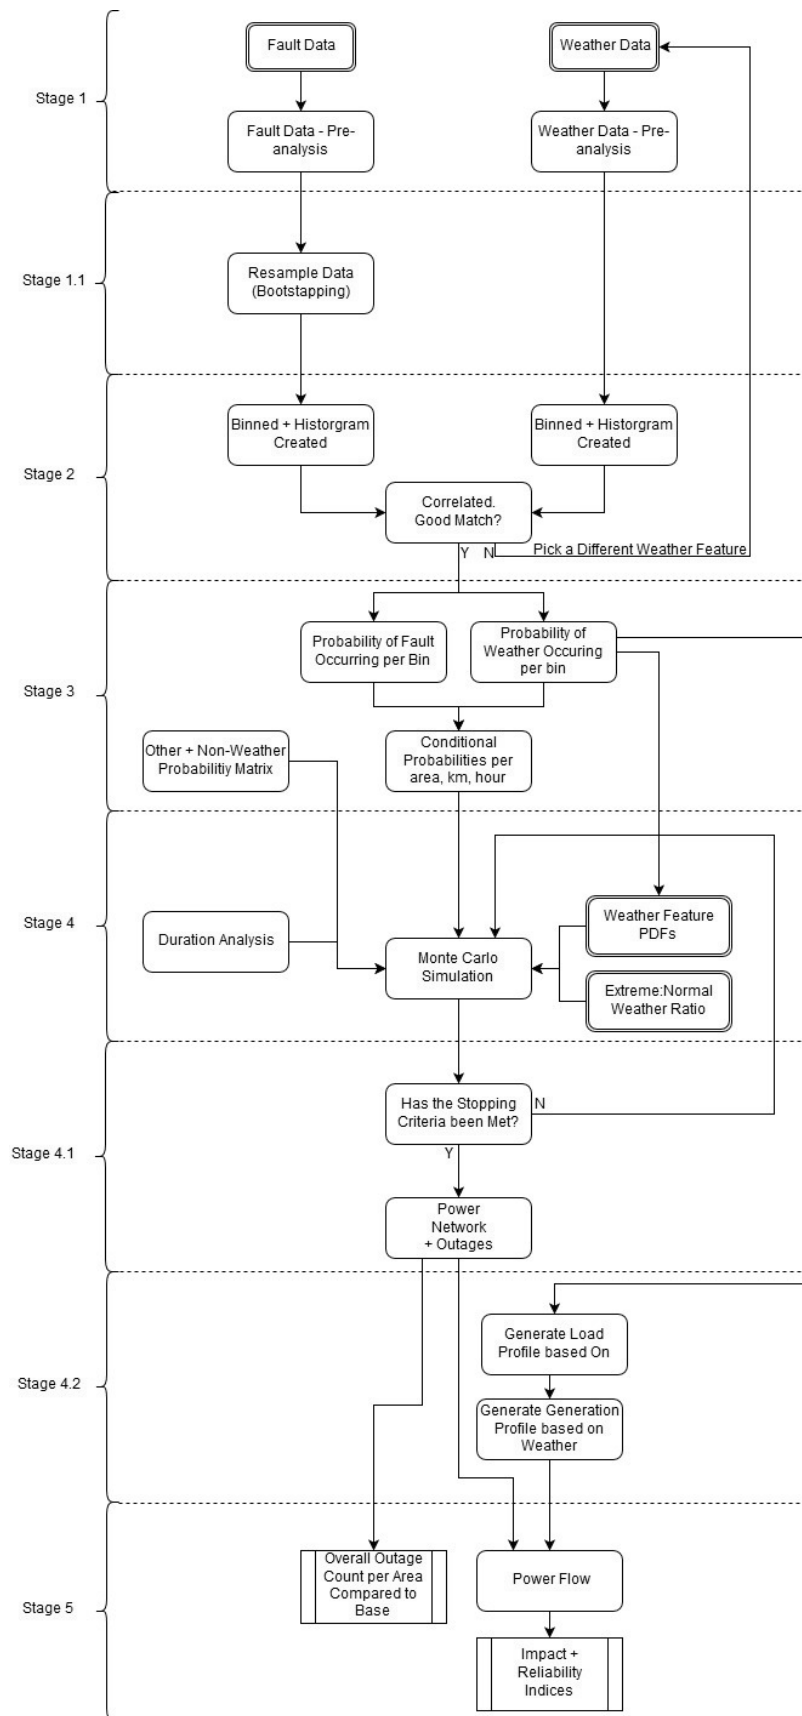 Fault Data
Weather Data
Stage 1
Fault Data - Pre-
analysis
Weather Data - Pre-
analysis
Stage 1.1
Resample Data
(Bootstapping)
Binned + Historgram
Created
Binned + Historgram
Created
Stage 2
Correlated.
Good Match?
Y N Pick a Different Weather Feature
Probability of Fault
Occurring per Bin
Probability of
Weather Occuring
per bin
Stage 3
Other + Non-Weather
Probabilitiy Matrix
Conditional
Probabilities per
area, km, hour
Stage 4
Duration Analysis
Monte Carlo
Simulation
Weather Feature
PDFs
Extreme:Normal
Weather Ratio
Has the Stopping
Criteria been Met?
N
Y
Stage 4.1
Power
Network
+ Outages
Generate Load
Profile based On
Stage 4.2
Generate Generation
Profile based on
Weather
Overall Outage
Count per Area
Compared to
Base
Power Flow
Stage 5
Impact +
Reliability
Indices